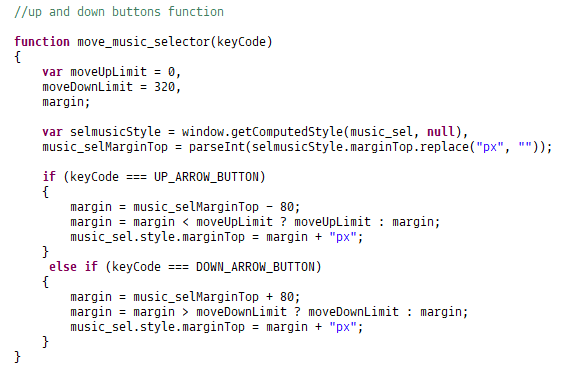 //up and down buttons function
function move_music_selector(keyCode)
{
var moveUpLimit = 0,
moveDownLimit = 320,
margin;
var selmusicStyle = window.getComputedStyle(music_sel, null),
music_selMarginTop = parseInt(selmusicStyle.marginTop.replace("px", ""));
if (keyCode === UP_ARROW_BUTTON)
{
margin = music_selMarginTop - 80;
margin = margin < moveUpLimit ? moveUpLimit : margin;
music_sel.style.marginTop = margin + "px";
}
else if (keyCode === DOWN_ARROW_BUTTON)
{
margin = music_selMarginTop + 80;
margin = margin > moveDownLimit ? moveDownLimit : margin;
music_sel.style.marginTop = margin + "px";
}
}